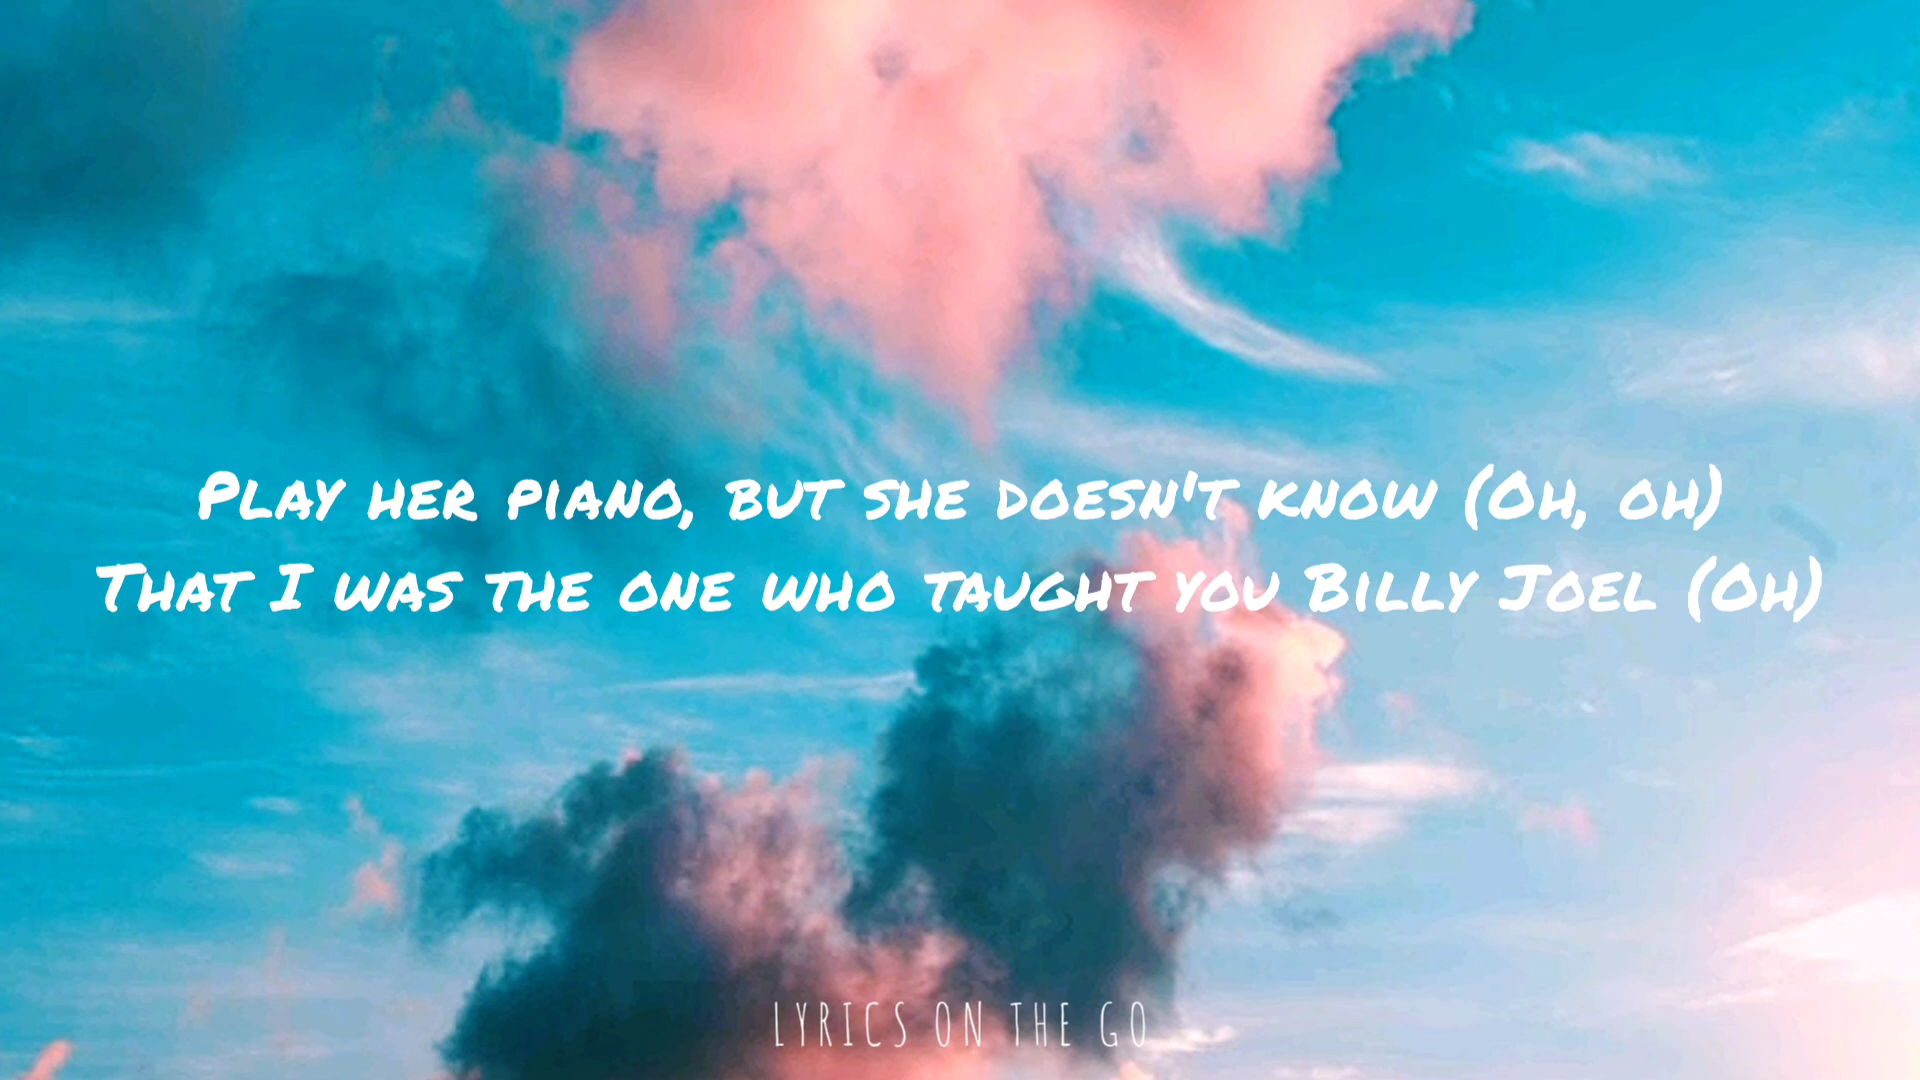 Play her piano, but she doesn't know (Oh, oh)
That I was the one who taught you Billy Joel (Oh)
LYRICS ON THE GO